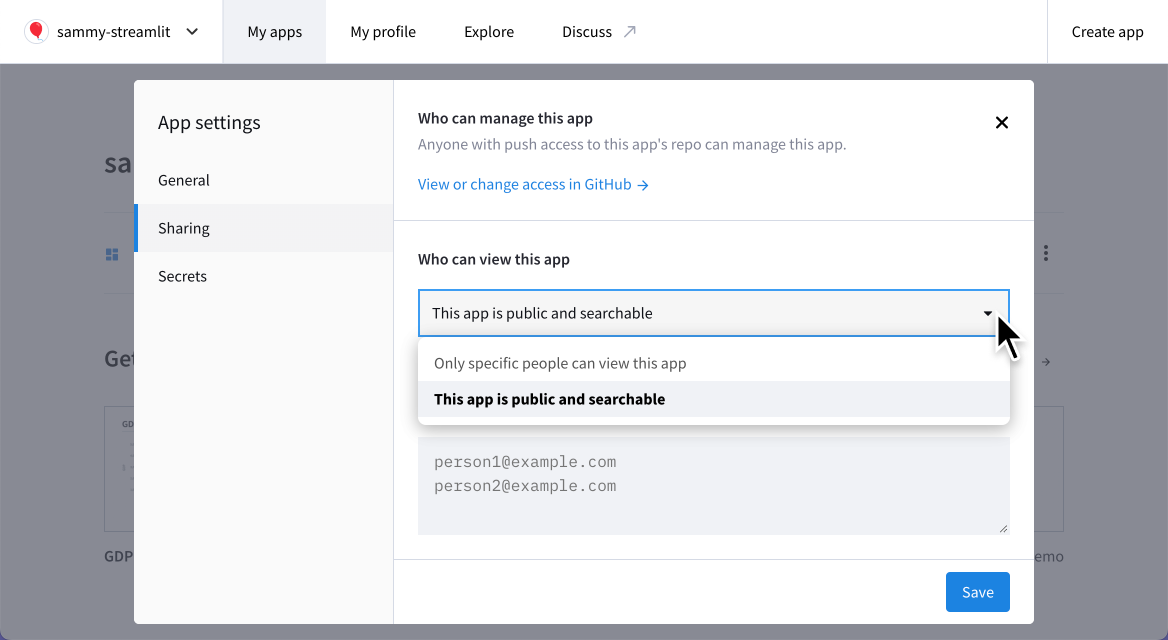 sammy-streamlit
My apps
My profile
Explore
Discuss
Create app
App settings
General
Sharing
Secrets
Who can manage this app
Anyone with push access to this app's repo can manage this app.
View or change access in GitHub →
Who can view this app
This app is public and searchable
Only specific people can view this app
This app is public and searchable
person1@example.com
person2@example.com
Save
sa
Get
GD
GDP
emo